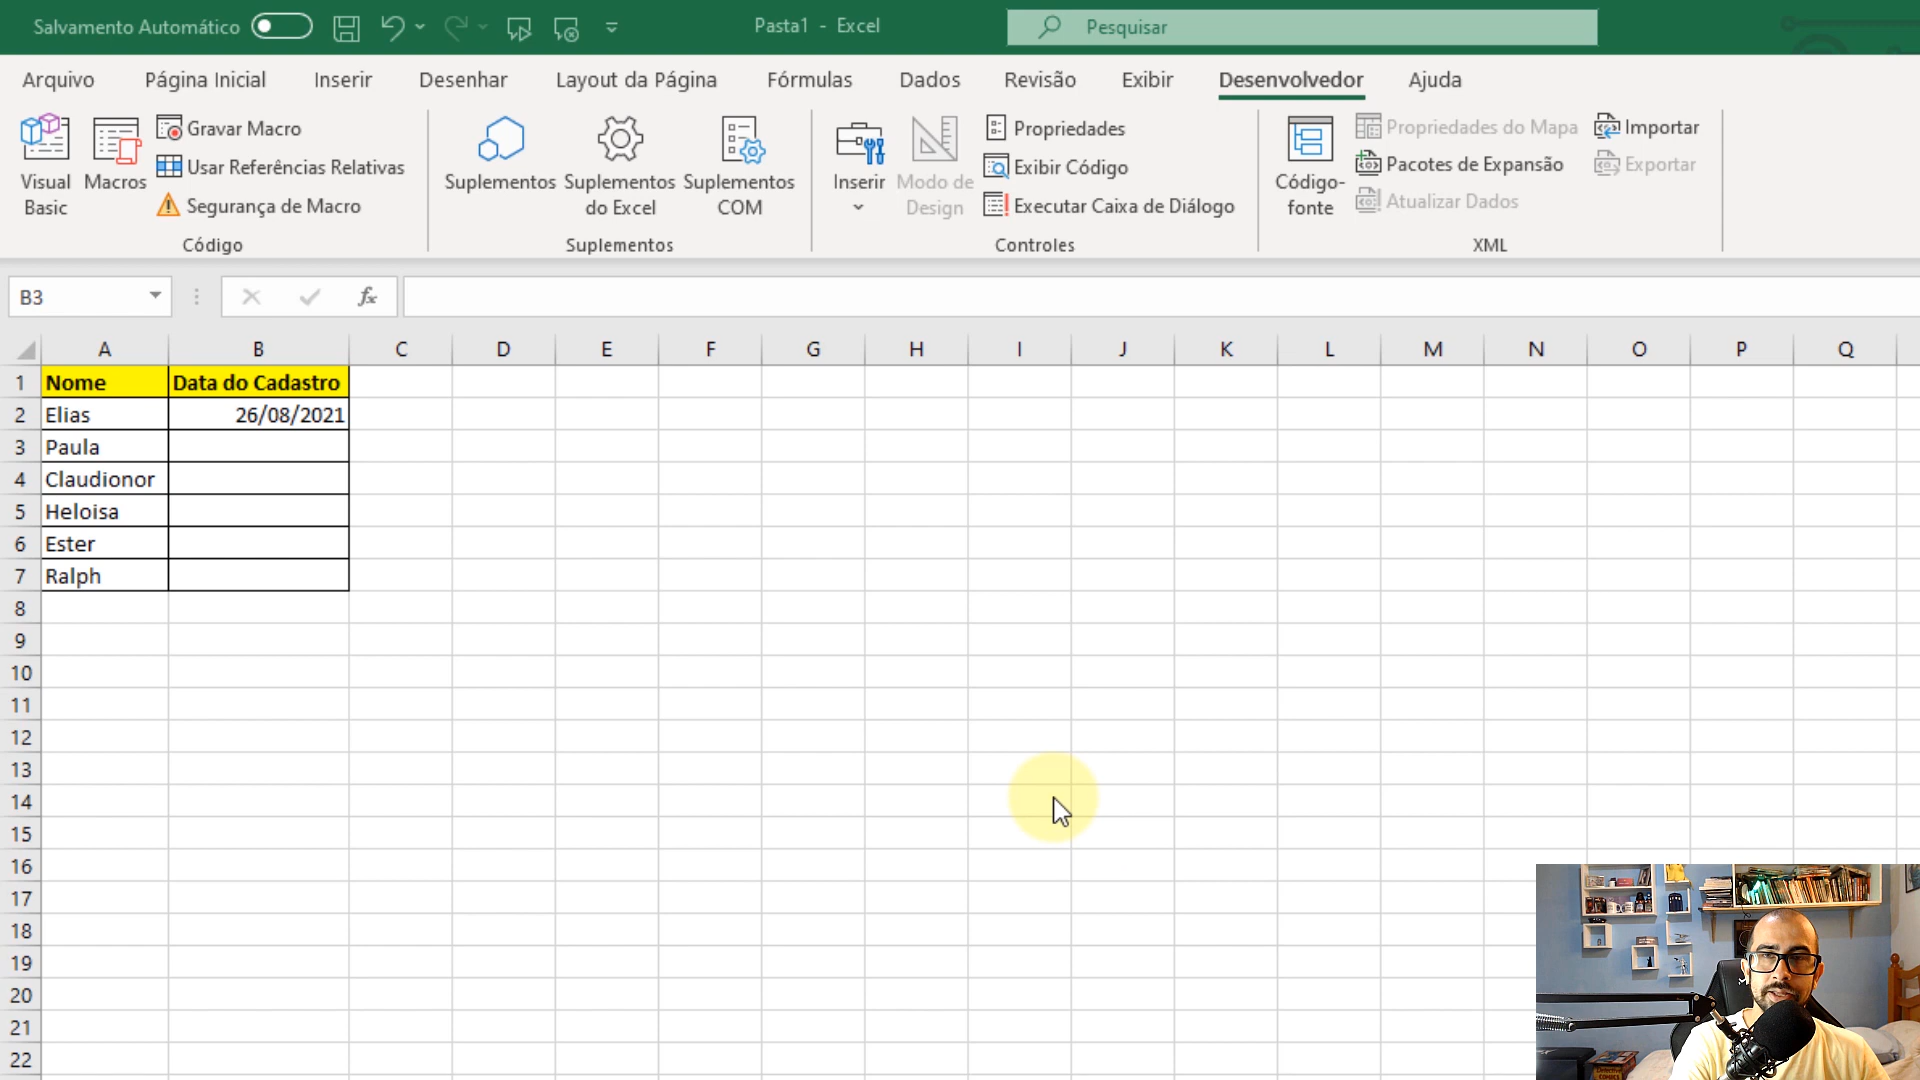 Salvamento Automático
Pasta1 - Excel
Pesquisar
Arquivo Página Inicial Inserir Desenhar Layout da Página Fórmulas Dados Revisão Exibir Desenvolvedor Ajuda
Visual Basic
Macros
Gravar Macro
Usar Referências Relativas
Segurança de Macro
Código
Suplementos
Suplementos do Excel
Suplementos COM
Suplementos
Inserir
Modo de Design
Propriedades
Exibir Código
Executar Caixa de Diálogo
Controles
Código-fonte
Propriedades do Mapa
Pacotes de Expansão
Atualizar Dados
Importar
Exportar
XML
B3
fx
A B C D E F G H I J K L M N O P Q
1 Nome Data do Cadastro
2 Elias 26/08/2021
3 Paula
4 Claudionor
5 Heloisa
6 Ester
7 Ralph
8
9
10
11
12
13
14
15
16
17
18
19
20
21
22